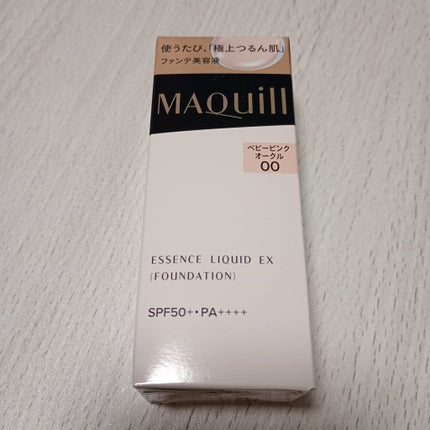 使うたび、「極上つるん肌」
ファンデ美容液
MAQuill
ベビーピンク
オークル
00
ESSENCE LIQUID EX
(FOUNDATION)
SPF50+・PA++++